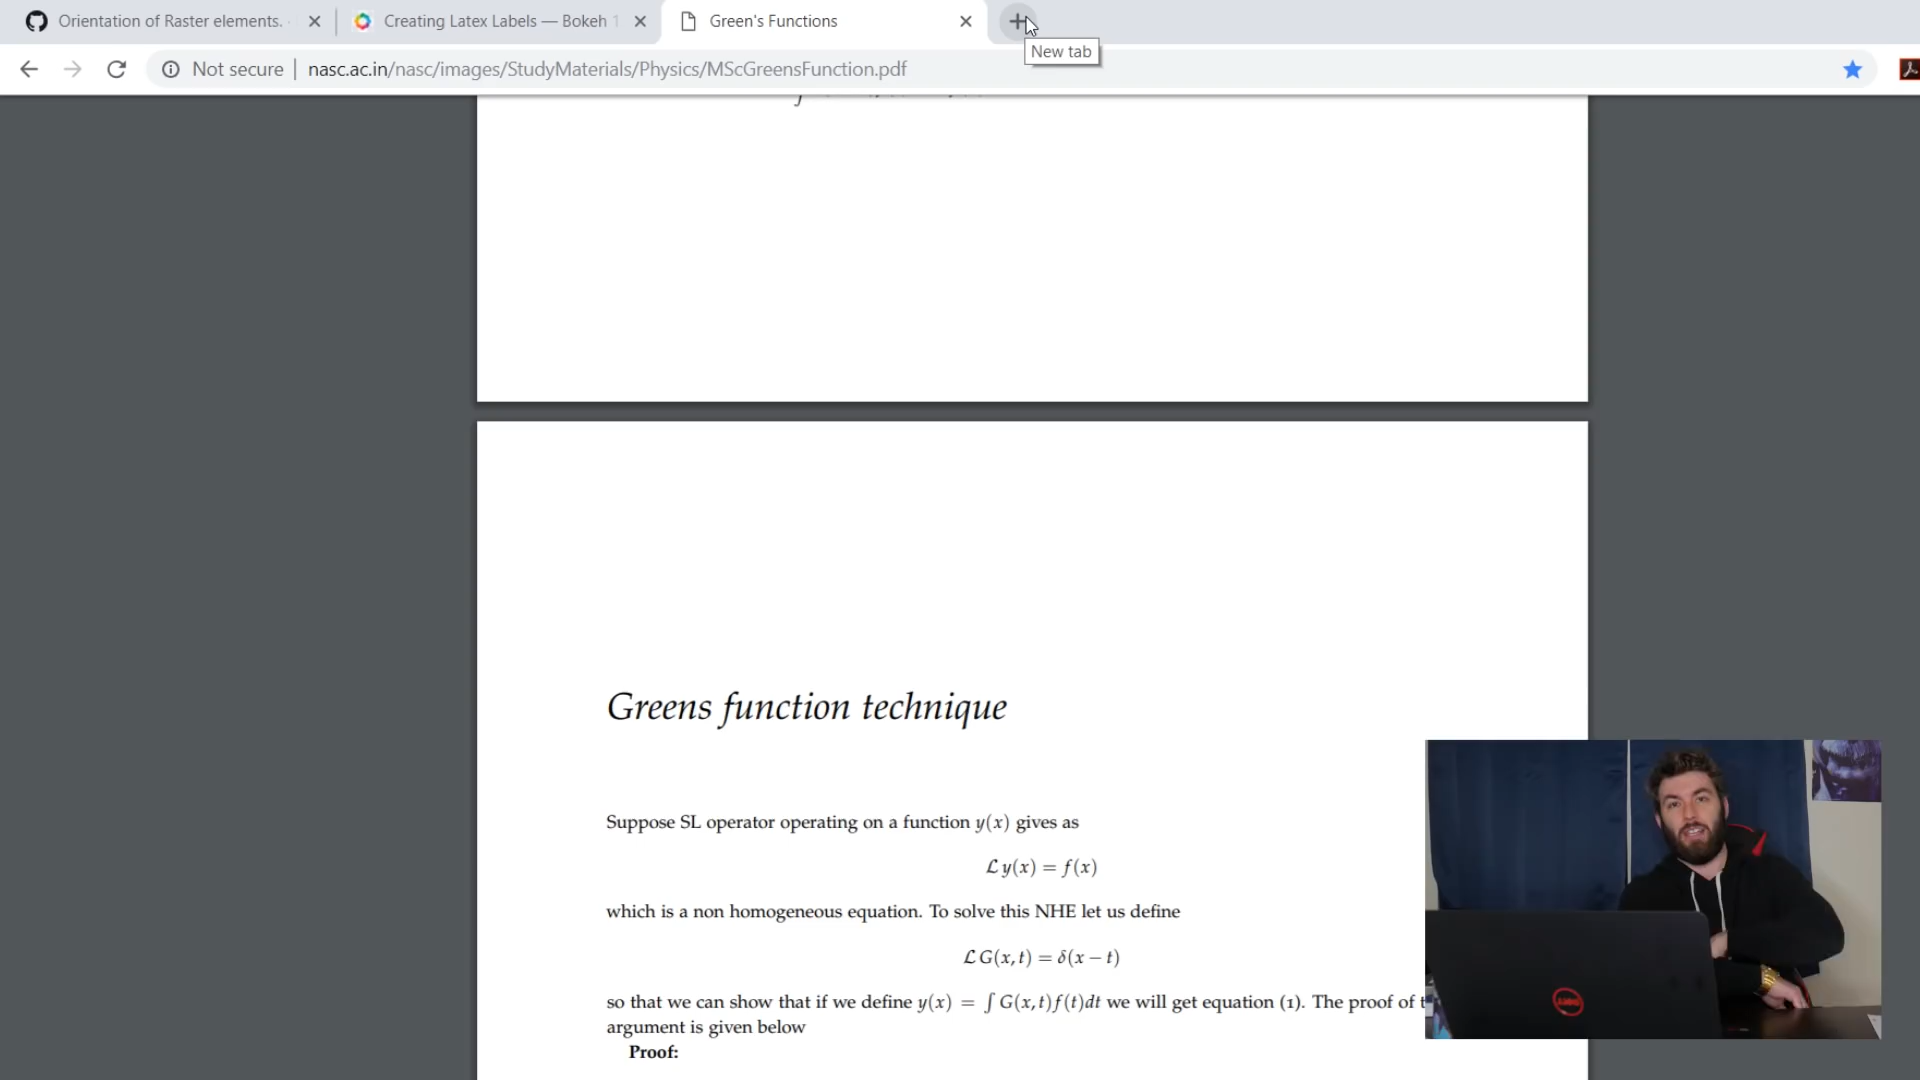 Orientation of Raster elements.
Creating Latex Labels — Bokeh 1
Green's Functions
New tab
Not secure | nasc.ac.in/nasc/images/StudyMaterials/Physics/MScGreensFunction.pdf
Greens function technique
Suppose SL operator operating on a function y(x) gives as
ℒy(x) = f(x)
which is a non homogeneous equation. To solve this NHE let us define
ℒG(x,t) = δ(x − t)
so that we can show that if we define y(x) = ∫ G(x,t)f(t)dt we will get equation (1). The proof of t
argument is given below
Proof: